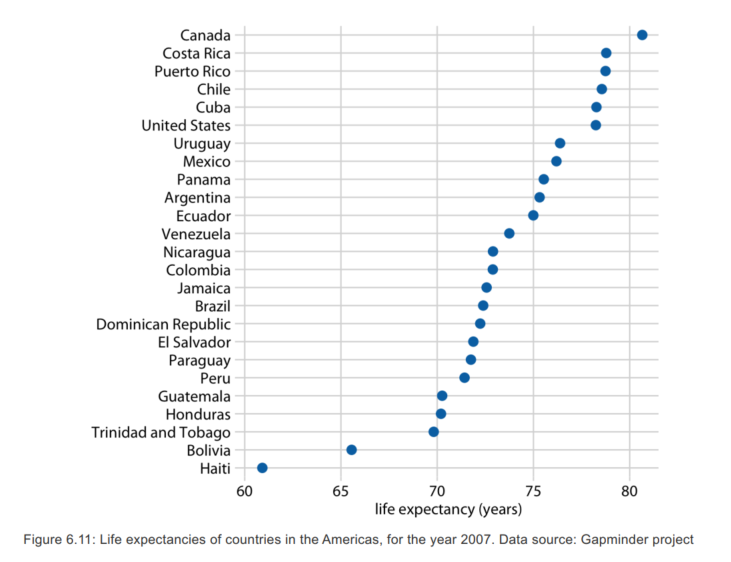 Canada
Costa Rica
Puerto Rico
Chile
Cuba
United States
Uruguay
Mexico
Panama
Argentina
Ecuador
Venezuela
Nicaragua
Colombia
Jamaica
Brazil
Dominican Republic
El Salvador
Paraguay
Peru
Guatemala
Honduras
Trinidad and Tobago
Bolivia
Haiti
60 65 70 75 80
life expectancy (years)
Figure 6.11: Life expectancies of countries in the Americas, for the year 2007. Data source: Gapminder project